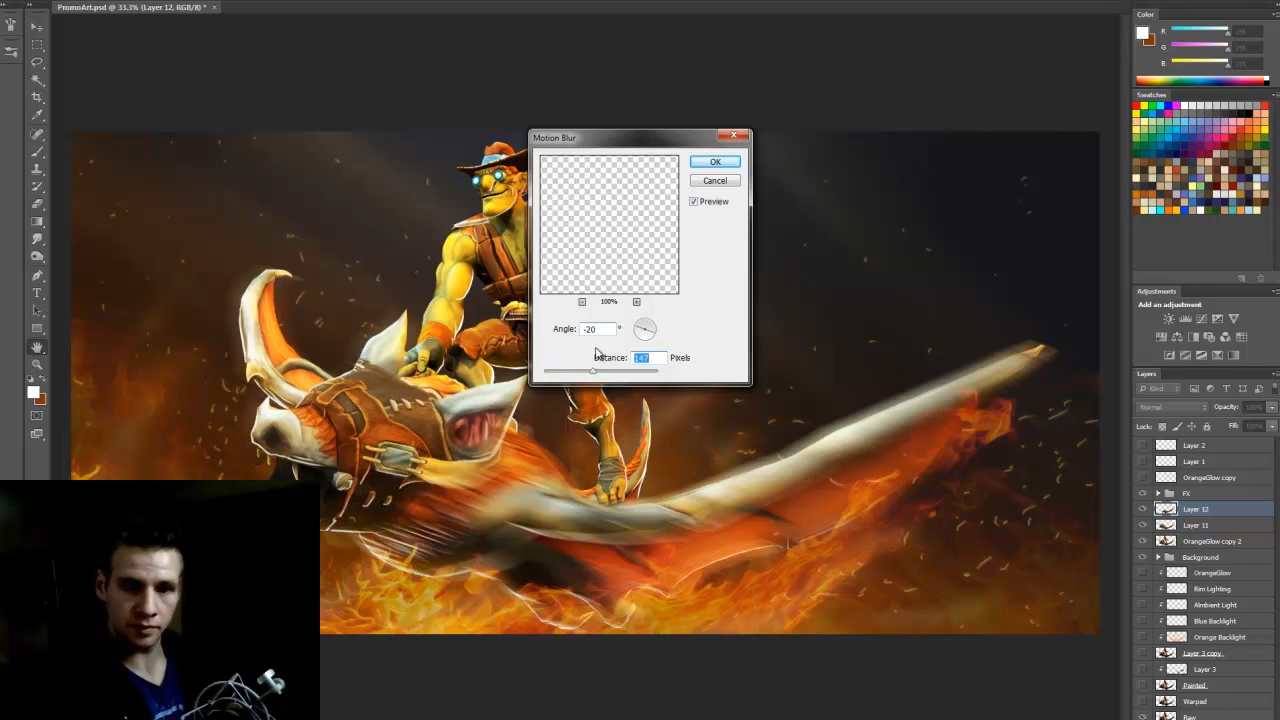 PromoArt.psd @ 33.3% (Layer 12, RGB/8) * ×
Motion Blur
OK
Cancel
Preview
100%
Angle: -20 °
Distance: 147 Pixels
Color
R
G
B
Swatches
Adjustments
Add an adjustment
Layers
Kind
Normal
Opacity: 100%
Lock:
Fill: 100%
Layer 2
Layer 1
OrangeGlow copy
FX
Layer 12
Layer 11
OrangeGlow copy 2
Background
OrangeGlow
Rim Lighting
Ambient Light
Blue Backlight
Orange Backlight
Layer 3 copy
Layer 3
Painted
Warped
Raw